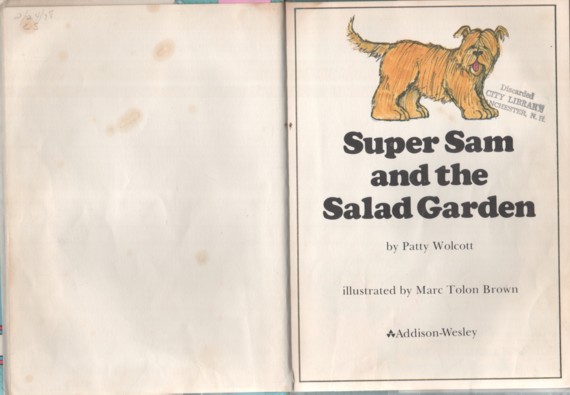 Discarded
CITY LIBRARY
NCHESTER, N. H.
Super Sam
and the
Salad Garden
by Patty Wolcott
illustrated by Marc Tolon Brown
Addison-Wesley